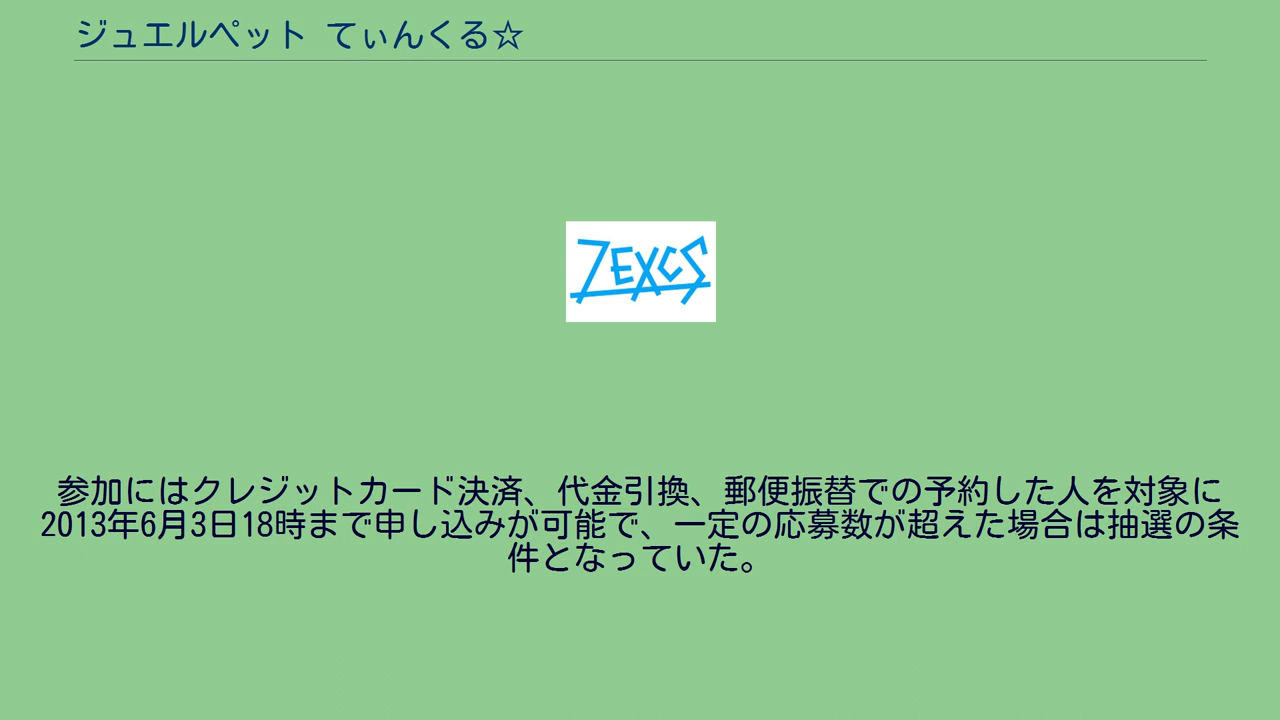 ジュエルペット てぃんくる☆
ZEXCS
参加にはクレジットカード決済、代金引換、郵便振替での予約した人を対象に
2013年6月3日18時まで申し込みが可能で、一定の応募数が超えた場合は抽選の条
件となっていた。